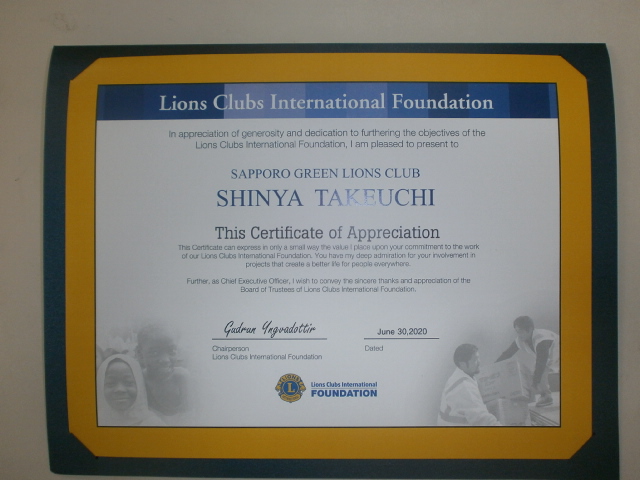 Lions Clubs International Foundation
In appreciation of generosity and dedication to furthering the objectives of the
Lions Clubs International Foundation, I am pleased to present to
SAPPORO GREEN LIONS CLUB
SHINYA TAKEUCHI
This Certificate of Appreciation
This Certificate can express in only a small way the value I place upon your commitment to the work
of our Lions Clubs International Foundation. You have my deep admiration for your involvement in
projects that create a better life for people everywhere.
Further, as Chief Executive Officer, I wish to convey the sincere thanks and appreciation of the
Board of Trustees of Lions Clubs International Foundation.
Gudrun Yngvadottir
June 30,2020
Chairperson
Dated
Lions Clubs International Foundation
L
Lions Clubs International
FOUNDATION